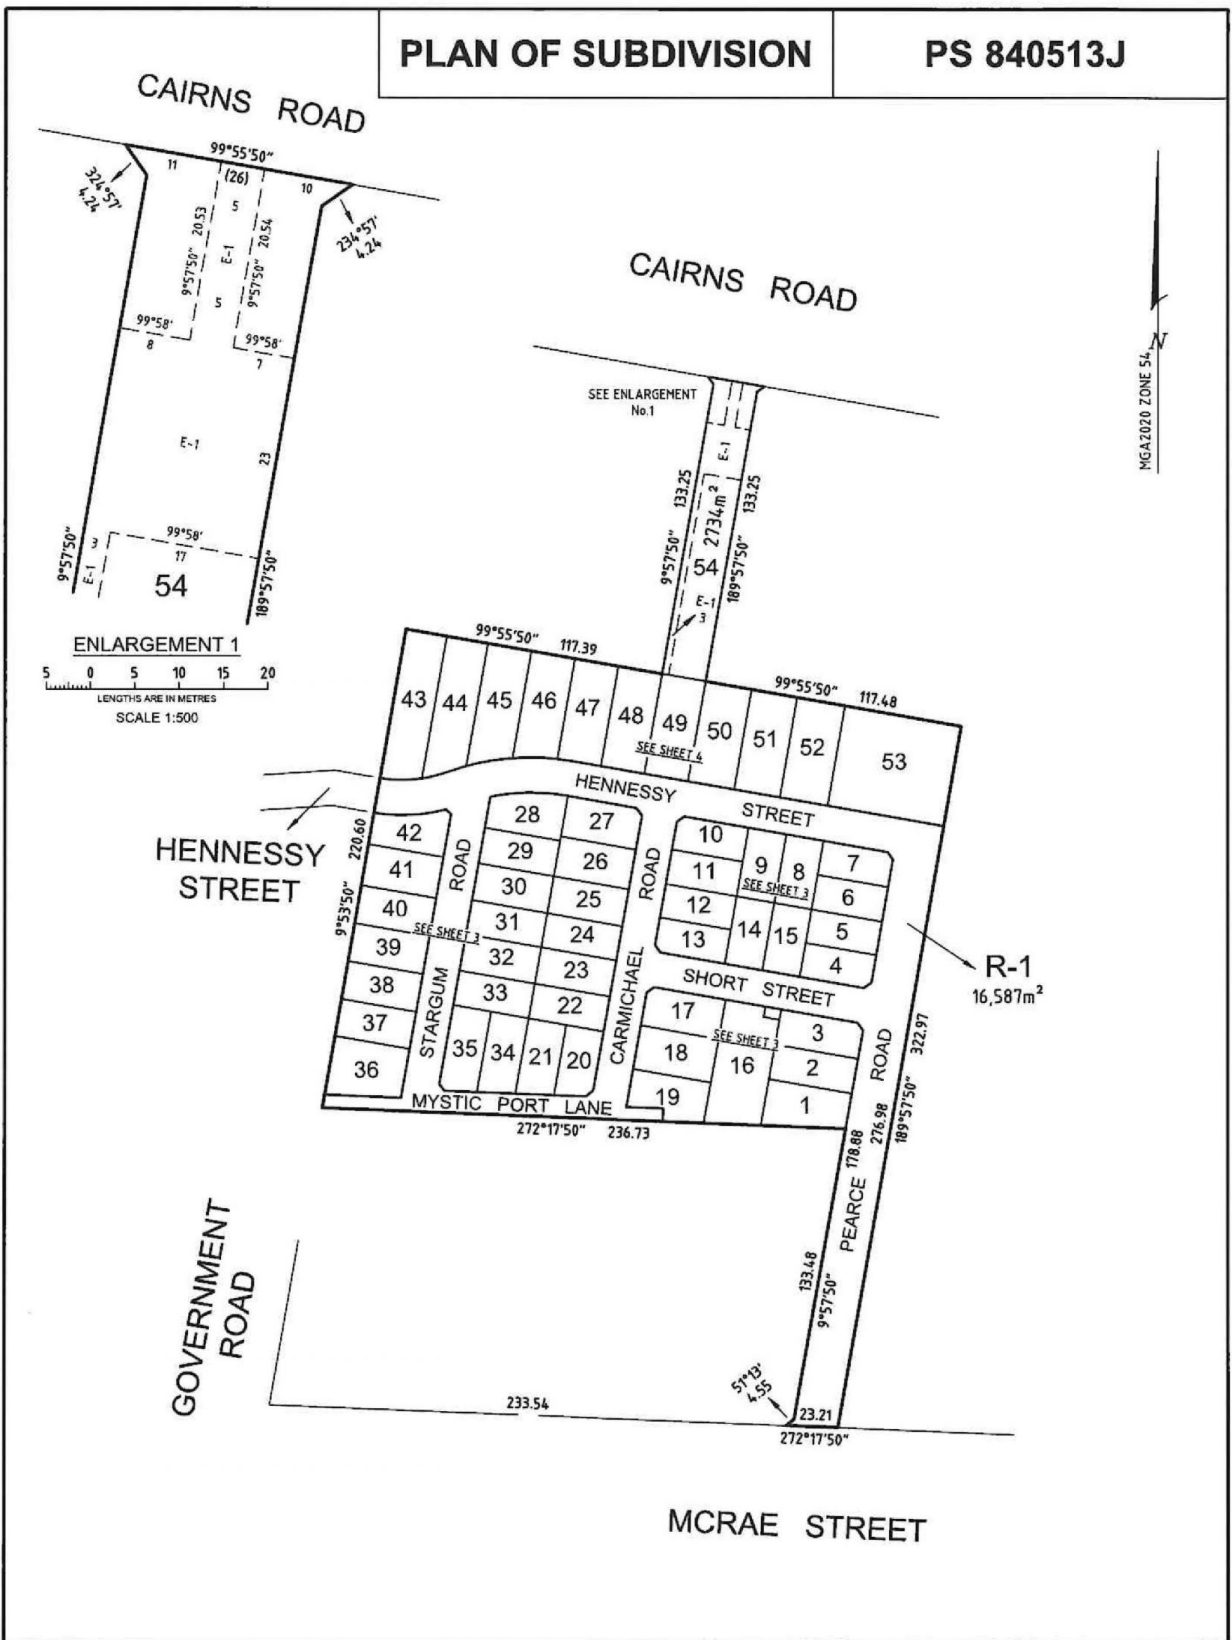 PLAN OF SUBDIVISION
PS 840513J
CAIRNS ROAD
99°55'50"
(26)
11
10
5
5
E-1
324°57'
4.24
234°57'
4.24
9°57'50" 20.53
9°57'50" 20.54
99°58'
8
99°58'
7
E-1
23
99°58'
17
3
E-1
54
9°57'50"
189°57'50"
ENLARGEMENT 1
5 0 5 10 15 20
LENGTHS ARE IN METRES
SCALE 1:500
CAIRNS ROAD
SEE ENLARGEMENT
No.1
MGA2020 ZONE 54
N
E-1
133.25
9°57'50"
2734m²
54
133.25
189°57'50"
E-1
3
99°55'50" 117.39
99°55'50" 117.48
43
44
45
46
47
48
49
50
51
52
53
SEE SHEET 4
HENNESSY STREET
HENNESSY
STREET
220.60
9°53'50"
42
41
40
39
38
37
36
SEE SHEET 3
STARGUM ROAD
28
27
29
26
30
25
31
24
32
23
33
22
35
34
21
20
CARMICHAEL ROAD
10
9
8
7
11
6
SEE SHEET 3
12
5
13
14
15
4
SHORT STREET
17
3
SEE SHEET 3
18
16
2
19
1
R-1
16,587m²
MYSTIC PORT LANE
272°17'50" 236.73
PEARCE ROAD
178.88
276.98
189°57'50" 322.97
133.48
9°57'50"
GOVERNMENT
ROAD
51°13'
4.55
233.54
23.21
272°17'50"
MCRAE STREET